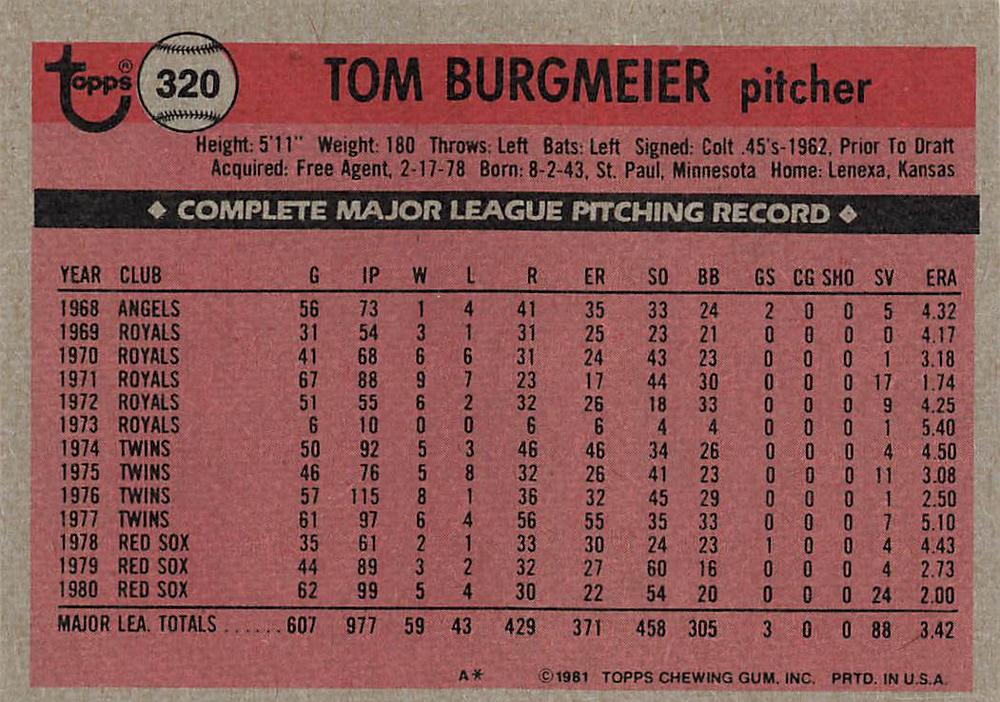 topps® 320 TOM BURGMEIER pitcher
Height: 5'11" Weight: 180 Throws: Left Bats: Left Signed: Colt .45's-1962, Prior To Draft
Acquired: Free Agent, 2-17-78 Born: 8-2-43, St. Paul, Minnesota Home: Lenexa, Kansas
◆ COMPLETE MAJOR LEAGUE PITCHING RECORD ◆
YEAR CLUB G IP W L R ER SO BB GS CG SHO SV ERA
1968 ANGELS 56 73 1 4 41 35 33 24 2 0 0 5 4.32
1969 ROYALS 31 54 3 1 31 25 23 21 0 0 0 0 4.17
1970 ROYALS 41 68 6 6 31 24 43 23 0 0 0 1 3.18
1971 ROYALS 67 88 9 7 23 17 44 30 0 0 0 17 1.74
1972 ROYALS 51 55 6 2 32 26 18 33 0 0 0 9 4.25
1973 ROYALS 6 10 0 0 6 6 4 4 0 0 0 1 5.40
1974 TWINS 50 92 5 3 46 46 34 26 0 0 0 4 4.50
1975 TWINS 46 76 5 8 32 26 41 23 0 0 0 11 3.08
1976 TWINS 57 115 8 1 36 32 45 29 0 0 0 1 2.50
1977 TWINS 61 97 6 4 56 55 35 33 0 0 0 7 5.10
1978 RED SOX 35 61 2 1 33 30 24 23 1 0 0 4 4.43
1979 RED SOX 44 89 3 2 32 27 60 16 0 0 0 4 2.73
1980 RED SOX 62 99 5 4 30 22 54 20 0 0 0 24 2.00
MAJOR LEA. TOTALS ...... 607 977 59 43 429 371 458 305 3 0 0 88 3.42
A* ©1981 TOPPS CHEWING GUM, INC. PRTD. IN U.S.A.